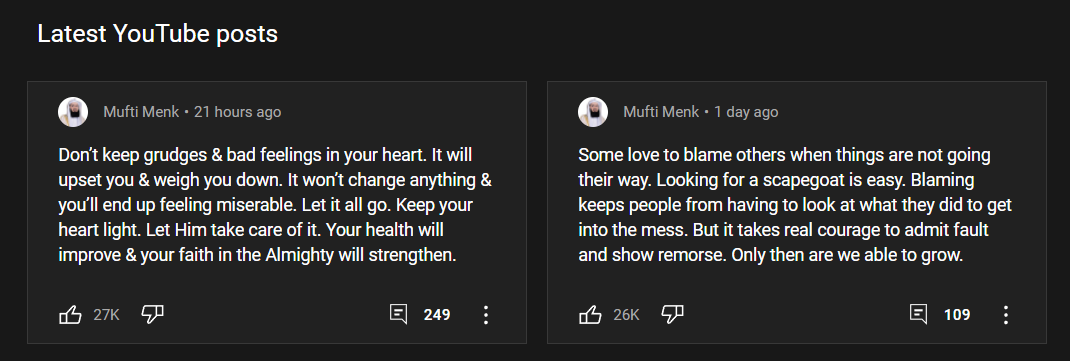 Latest YouTube posts
Mufti Menk • 21 hours ago
Don’t keep grudges & bad feelings in your heart. It will
upset you & weigh you down. It won’t change anything &
you’ll end up feeling miserable. Let it all go. Keep your
heart light. Let Him take care of it. Your health will
improve & your faith in the Almighty will strengthen.
27K
249
Mufti Menk • 1 day ago
Some love to blame others when things are not going
their way. Looking for a scapegoat is easy. Blaming
keeps people from having to look at what they did to get
into the mess. But it takes real courage to admit fault
and show remorse. Only then are we able to grow.
26K
109